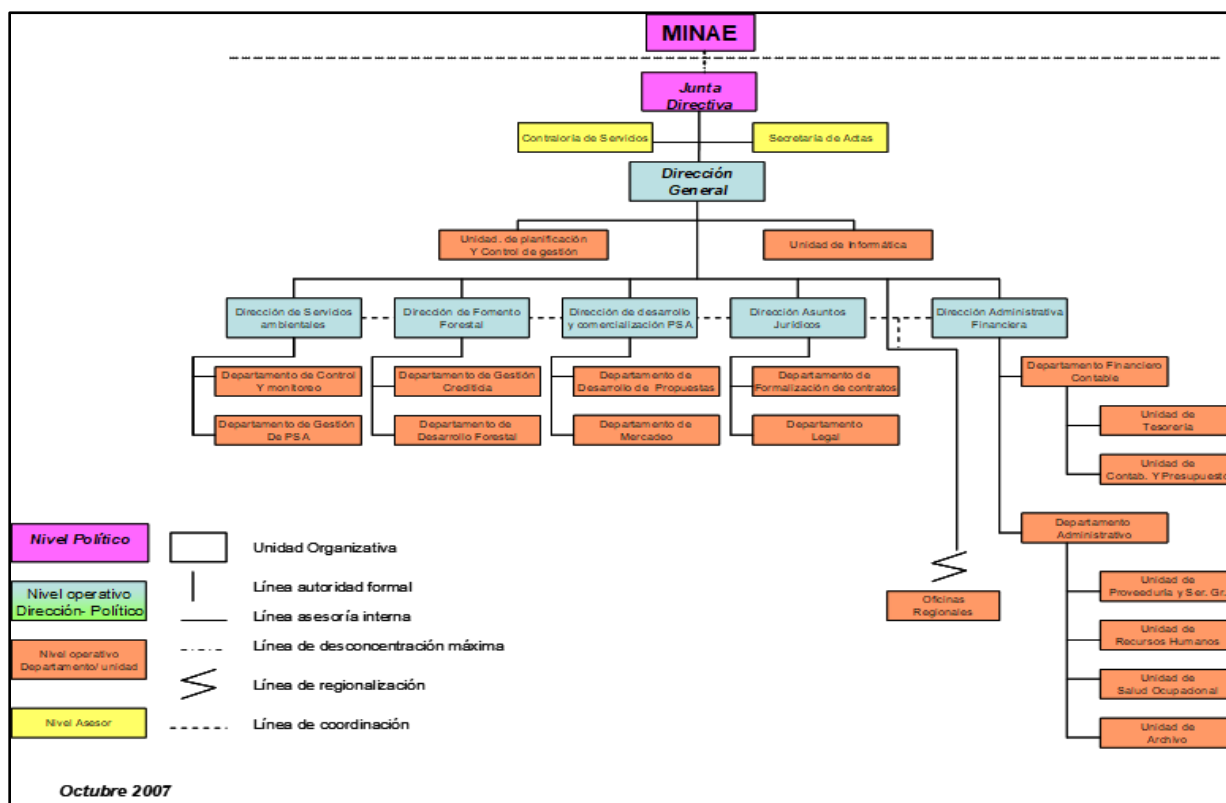 MINAE
Junta
Directiva
Contraloría de Servicios
Secretaría de Actas
Dirección
General
Unidad. de planificación
Y Control de gestión
Unidad de Informática
Dirección de Servicios
ambientales
Dirección de Fomento
Forestal
Dirección de desarrollo
y comercialización PSA
Dirección Asuntos
Jurídicos
Dirección Administrativa
Financiera
Departamento de Control
Y monitoreo
Departamento de Gestión
Crediticia
Departamento de
Desarrollo de Propuestas
Departamento de
Formalización de contratos
Departamento Financiero
Contable
Departamento de Gestión
De PSA
Departamento de
Desarrollo Forestal
Departamento de
Mercadeo
Departamento
Legal
Unidad de
Tesorería
Unidad de
Contab. Y Presupuesto
Departamento
Administrativo
Unidad de
Proveeduría y Ser. Gr.
Unidad de
Recursos Humanos
Unidad de
Salud Ocupacional
Unidad de
Archivo
Oficinas
Regionales
Nivel Político
Nivel operativo
Dirección- Político
Nivel operativo
Departamento/ unidad
Nivel Asesor
Unidad Organizativa
Línea autoridad formal
Línea asesoría interna
Línea de desconcentración máxima
Línea de regionalización
Línea de coordinación
Octubre 2007